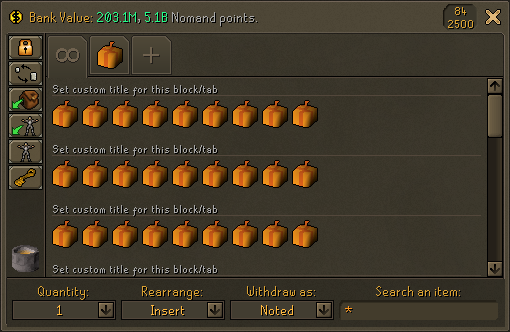 Bank Value: 203.1M, 5.1B Nomand points.
84
2500
Set custom title for this block/tab
Set custom title for this block/tab
Set custom title for this block/tab
Set custom title for this block/tab
Quantity: Rearrange: Withdraw as: Search an item:
1 Insert Noted *